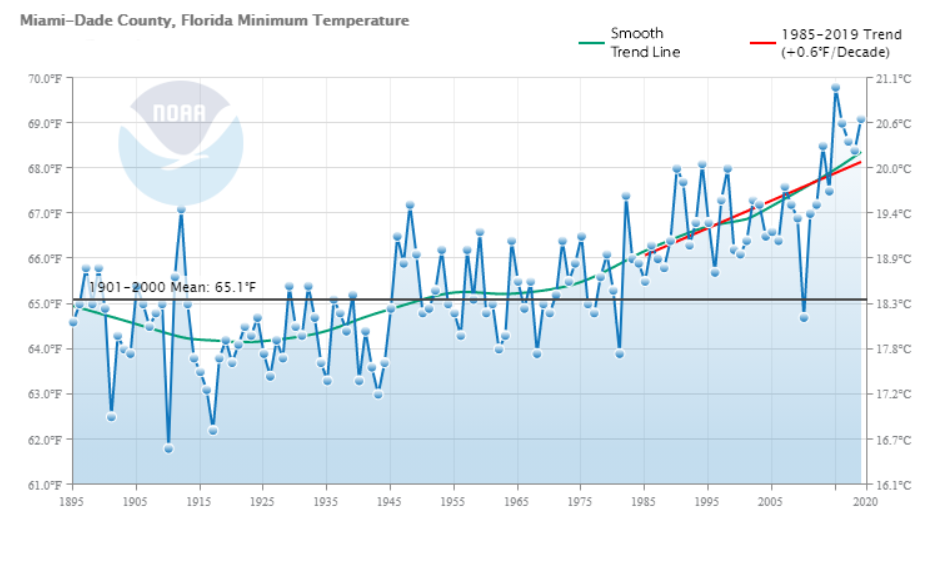 Miami-Dade County, Florida Minimum Temperature
Smooth
Trend Line
1985-2019 Trend
(+0.6°F/Decade)
70.0°F
69.0°F
68.0°F
67.0°F
66.0°F
65.0°F
64.0°F
63.0°F
62.0°F
61.0°F
NOAA
1901-2000 Mean: 65.1°F
21.1°C
20.6°C
20.0°C
19.4°C
18.9°C
18.3°C
17.8°C
17.2°C
16.7°C
16.1°C
1895 1905 1915 1925 1935 1945 1955 1965 1975 1985 1995 2005 2020